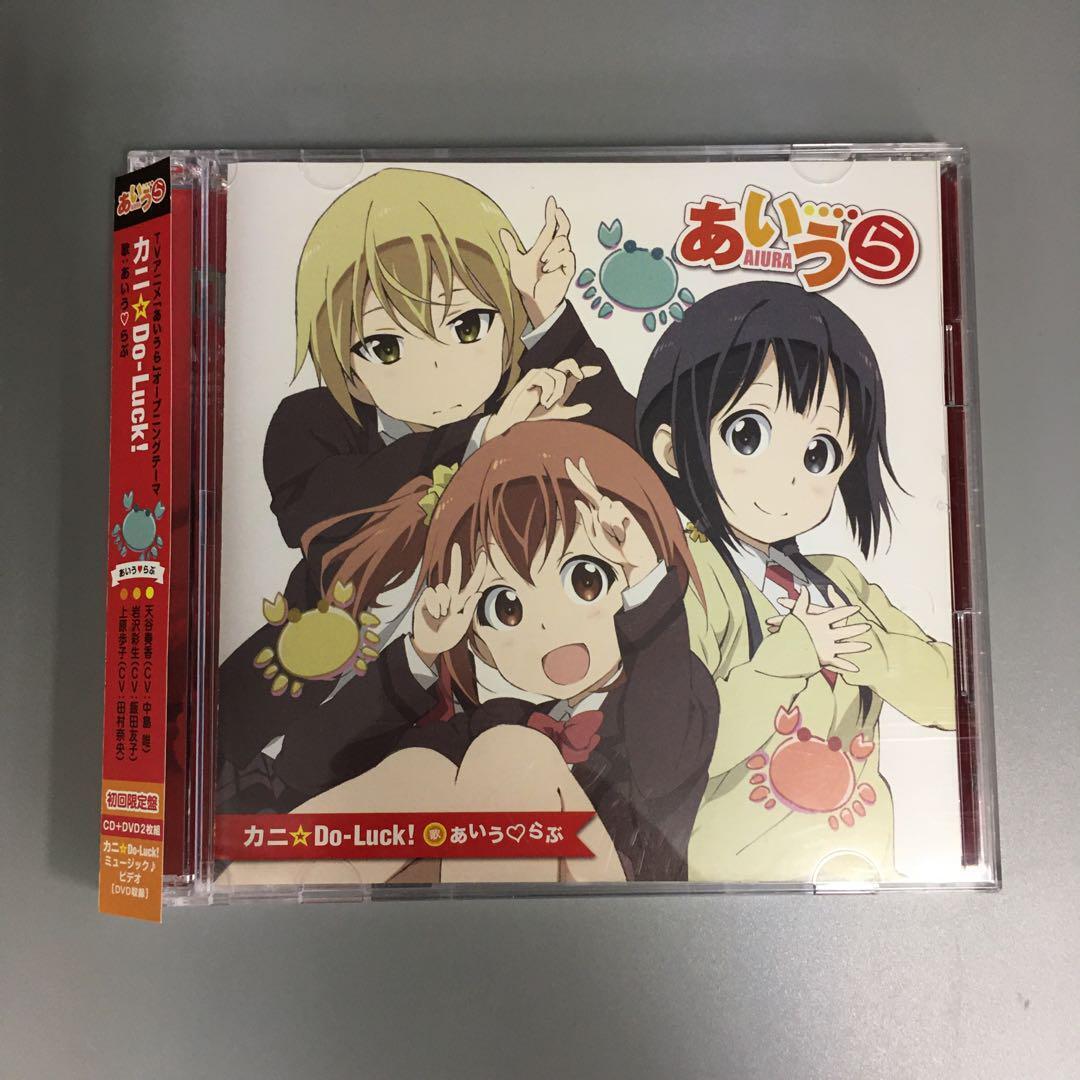 あいうら
TVアニメ「あいうら」オープニングテーマ
カニ☆Do-Luck!
歌:あいう♡らぶ
あいう♥らぶ
天谷奏香(CV:中島 唯)
岩沢彩生(CV:飯田友子)
上原歩子(CV:田村奈央)
初回限定盤
CD+DVD2枚組
カニ☆Do-Luck!
ミュージック♪
ビデオ
[DVD収録]
あいうら
AIURA
カニ☆Do-Luck! 歌 あいう♡らぶ